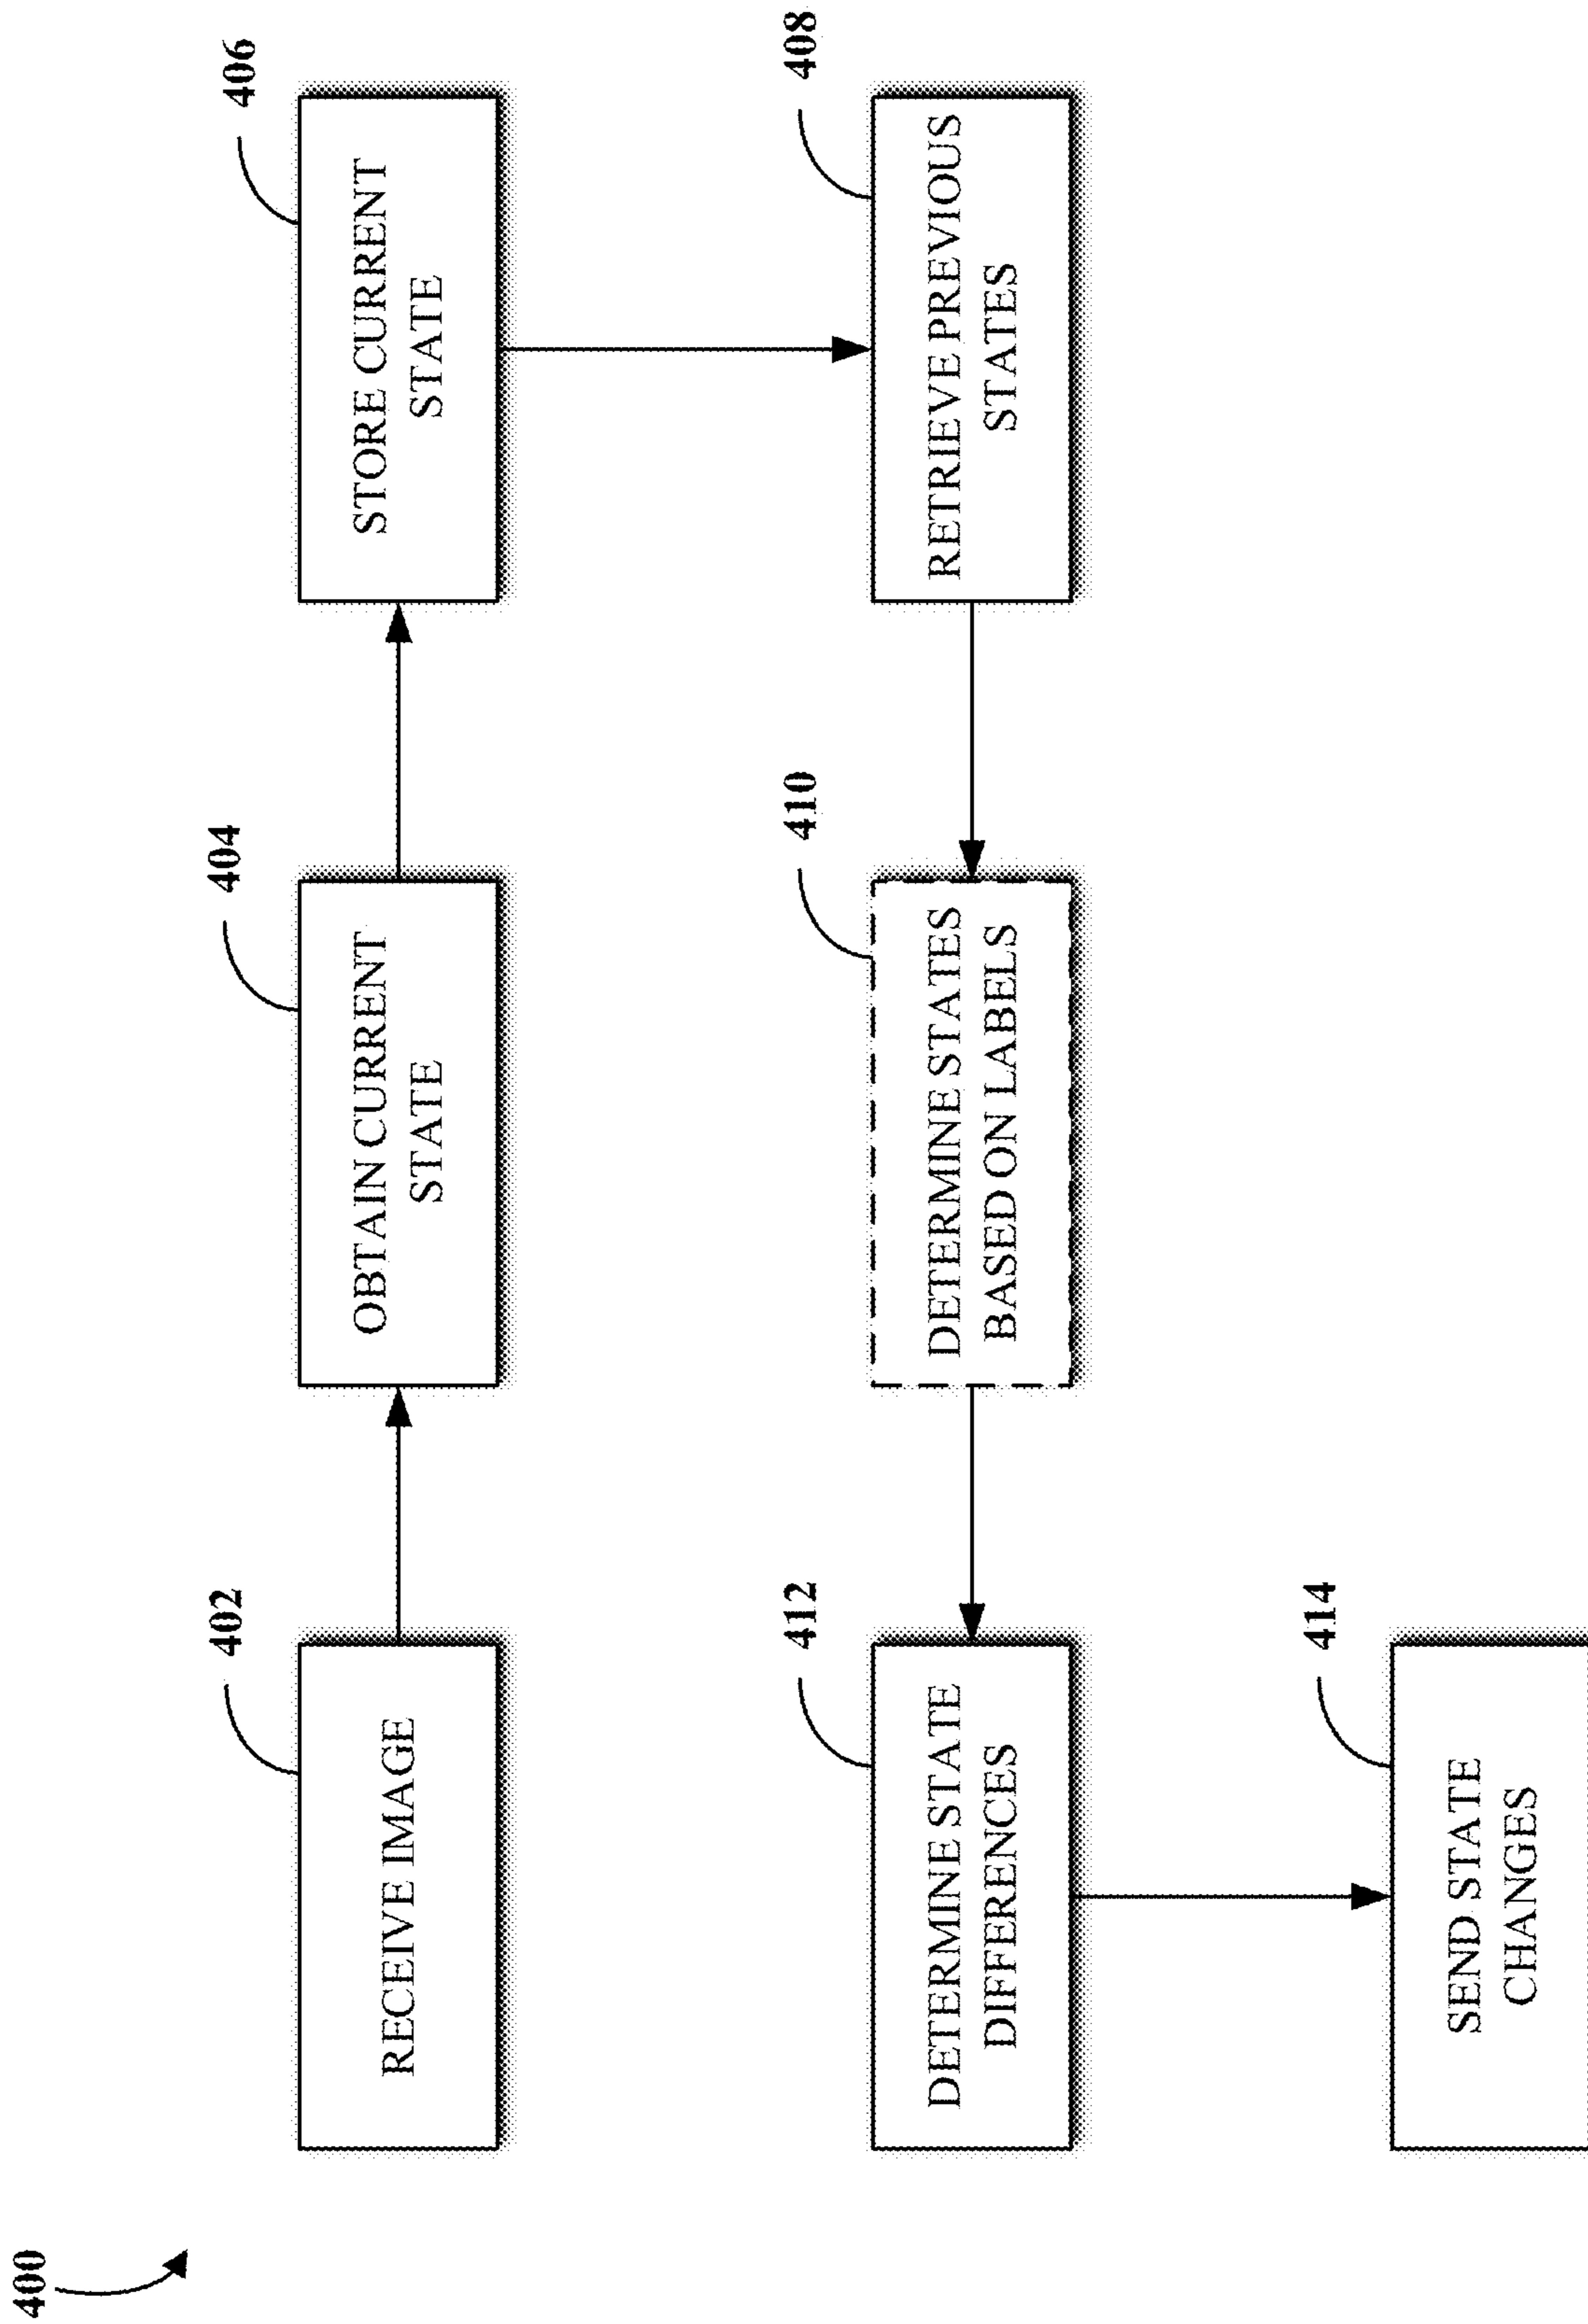 400
402
RECEIVE IMAGE
404
OBTAIN CURRENT
STATE
406
STORE CURRENT
STATE
408
RETRIEVE PREVIOUS
STATES
410
DETERMINE STATES
BASED ON LABELS
412
DETERMINE STATE
DIFFERENCES
414
SEND STATE
CHANGES